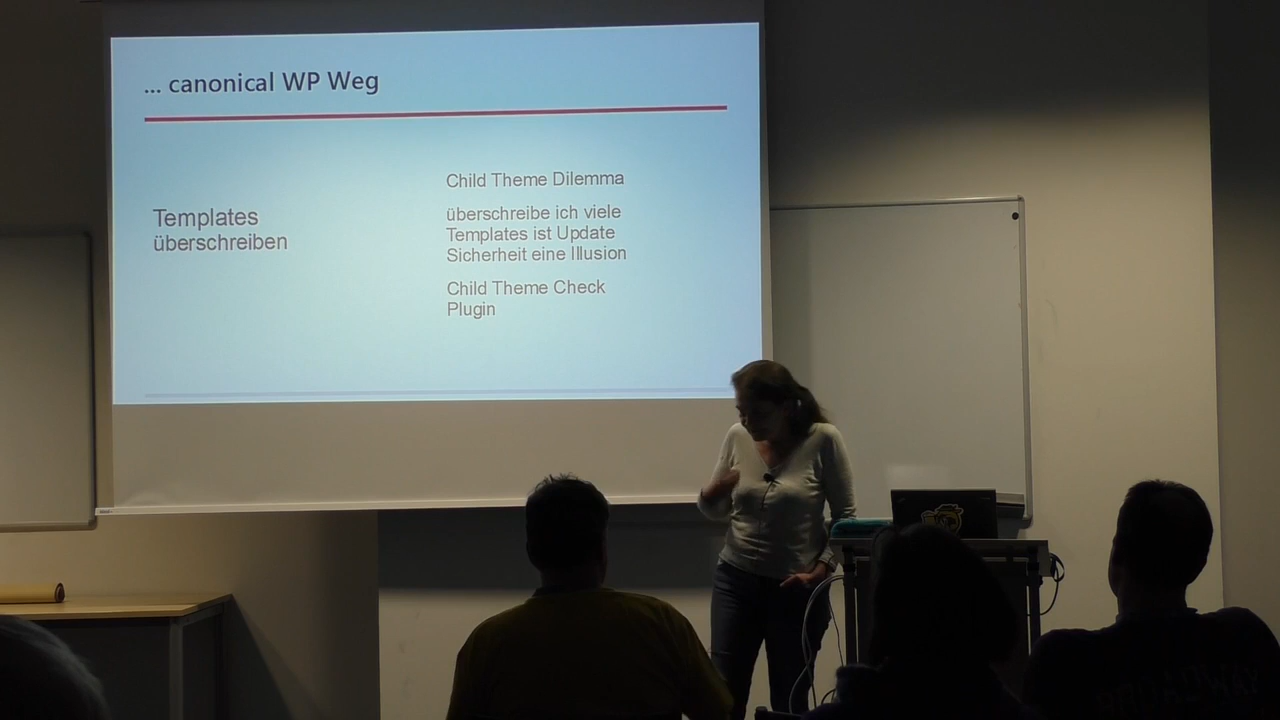 ... canonical WP Weg
Templates
überschreiben
Child Theme Dilemma
überschreibe ich viele
Templates ist Update
Sicherheit eine Illusion
Child Theme Check
Plugin